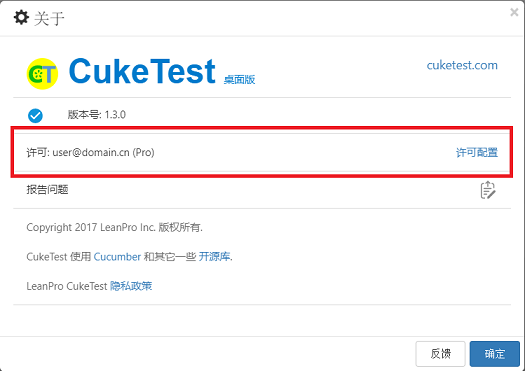 关于
CT CukeTest 桌面版 cuketest.com
版本号: 1.3.0
许可: user@domain.cn (Pro) 许可配置
报告问题
Copyright 2017 LeanPro Inc. 版权所有.
CukeTest 使用 Cucumber 和其它一些 开源库.
LeanPro CukeTest 隐私政策
反馈 确定